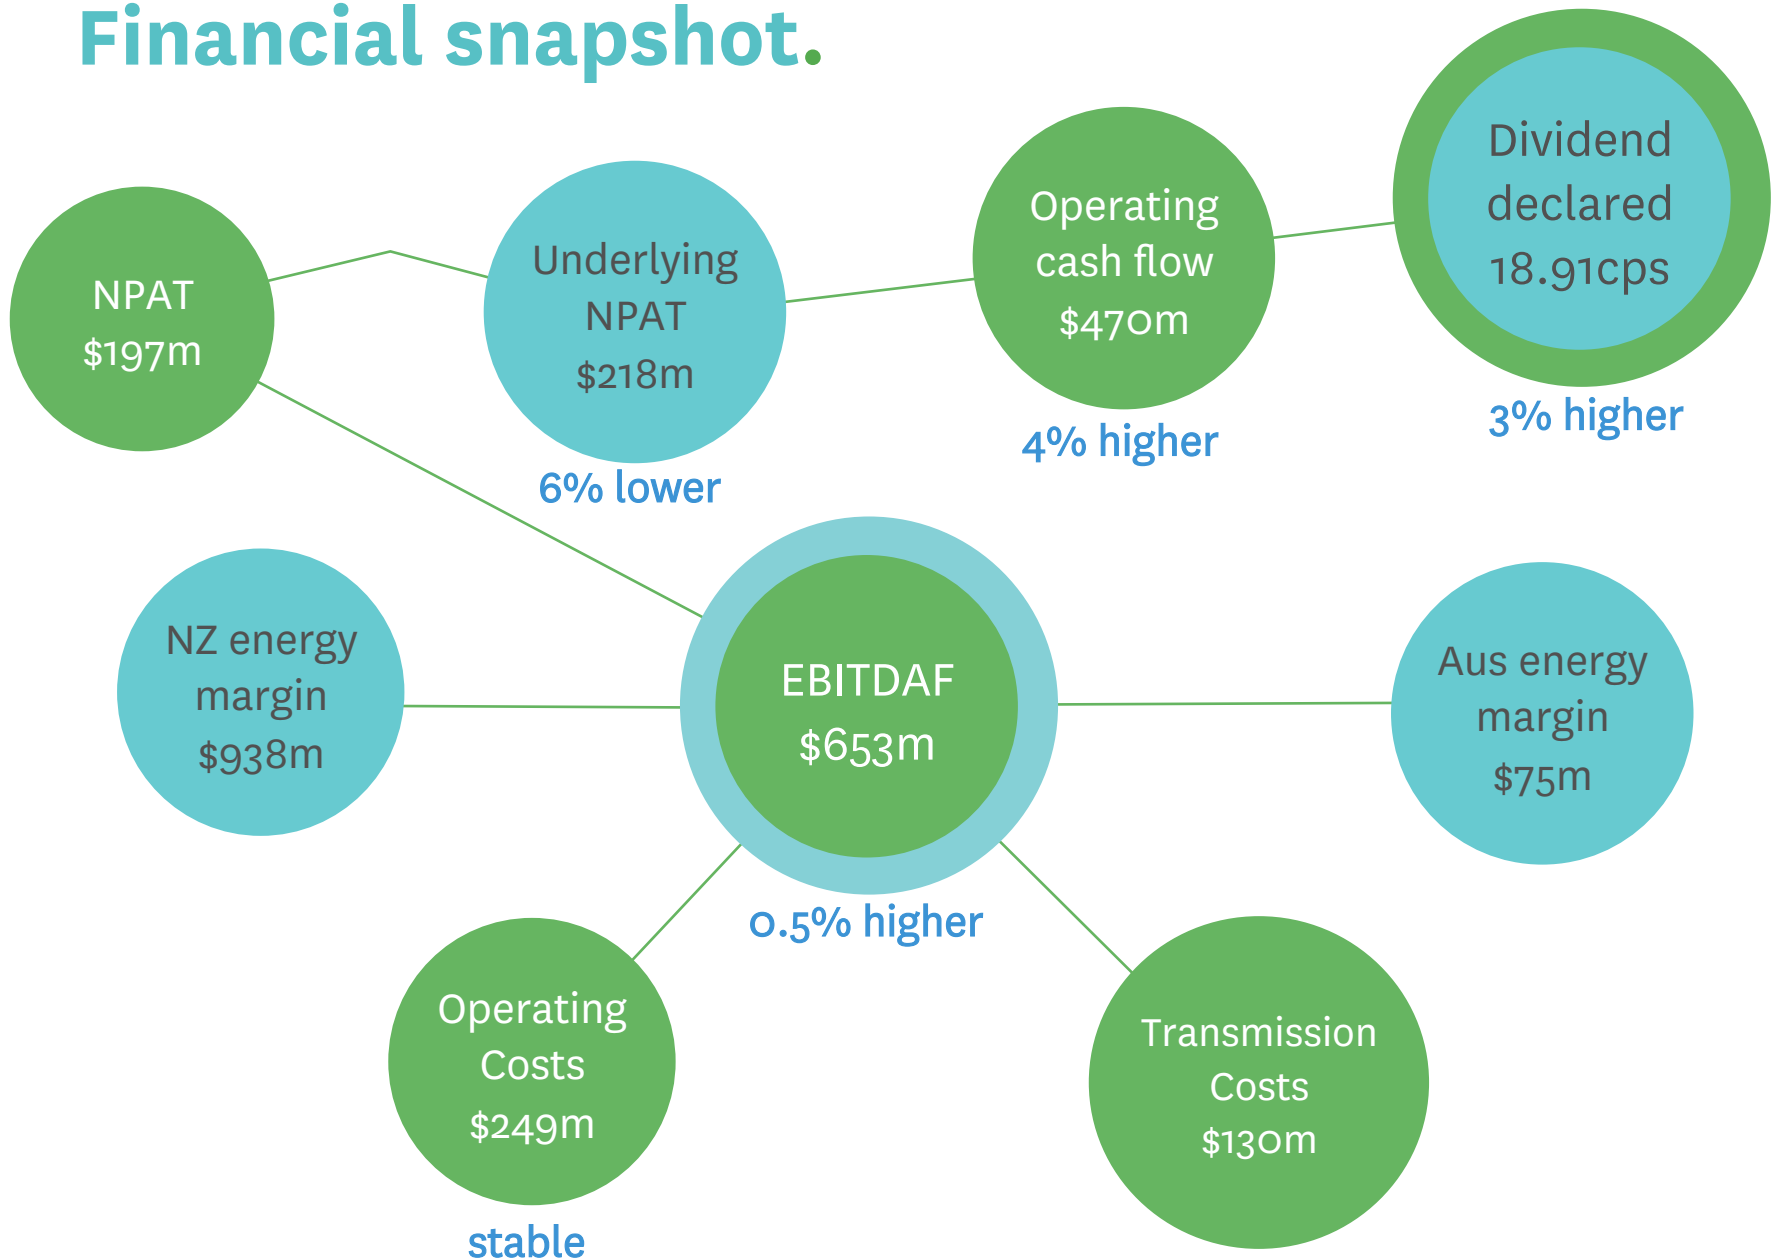 Financial snapshot.
NPAT
$197m
Underlying
NPAT
$218m
6% lower
Operating
cash flow
$470m
4% higher
Dividend
declared
18.91cps
3% higher
NZ energy
margin
$938m
EBITDAF
$653m
0.5% higher
Aus energy
margin
$75m
Operating
Costs
$249m
stable
Transmission
Costs
$130m